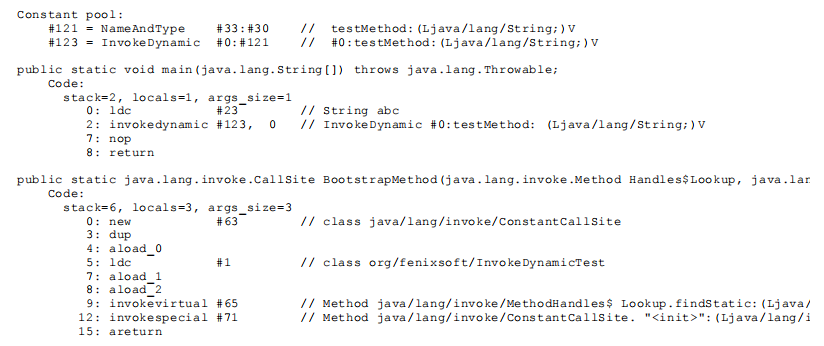 Constant pool:
    #121 = NameAndType    #33:#30    //  testMethod:(Ljava/lang/String;)V
    #123 = InvokeDynamic  #0:#121    //  #0:testMethod:(Ljava/lang/String;)V

public static void main(java.lang.String[]) throws java.lang.Throwable;
    Code:
      stack=2, locals=1, args_size=1
         0: ldc           #23        // String abc
         2: invokedynamic #123,  0   // InvokeDynamic #0:testMethod: (Ljava/lang/String;)V
         7: nop
         8: return

public static java.lang.invoke.CallSite BootstrapMethod(java.lang.invoke.Method Handles$Lookup, java.lan
    Code:
      stack=6, locals=3, args_size=3
         0: new           #63        // class java/lang/invoke/ConstantCallSite
         3: dup
         4: aload_0
         5: ldc           #1         // class org/fenixsoft/InvokeDynamicTest
         7: aload_1
         8: aload_2
         9: invokevirtual #65        // Method java/lang/invoke/MethodHandles$ Lookup.findStatic:(Ljava/
        12: invokespecial #71        // Method java/lang/invoke/ConstantCallSite. "<init>":(Ljava/lang/i
        15: areturn